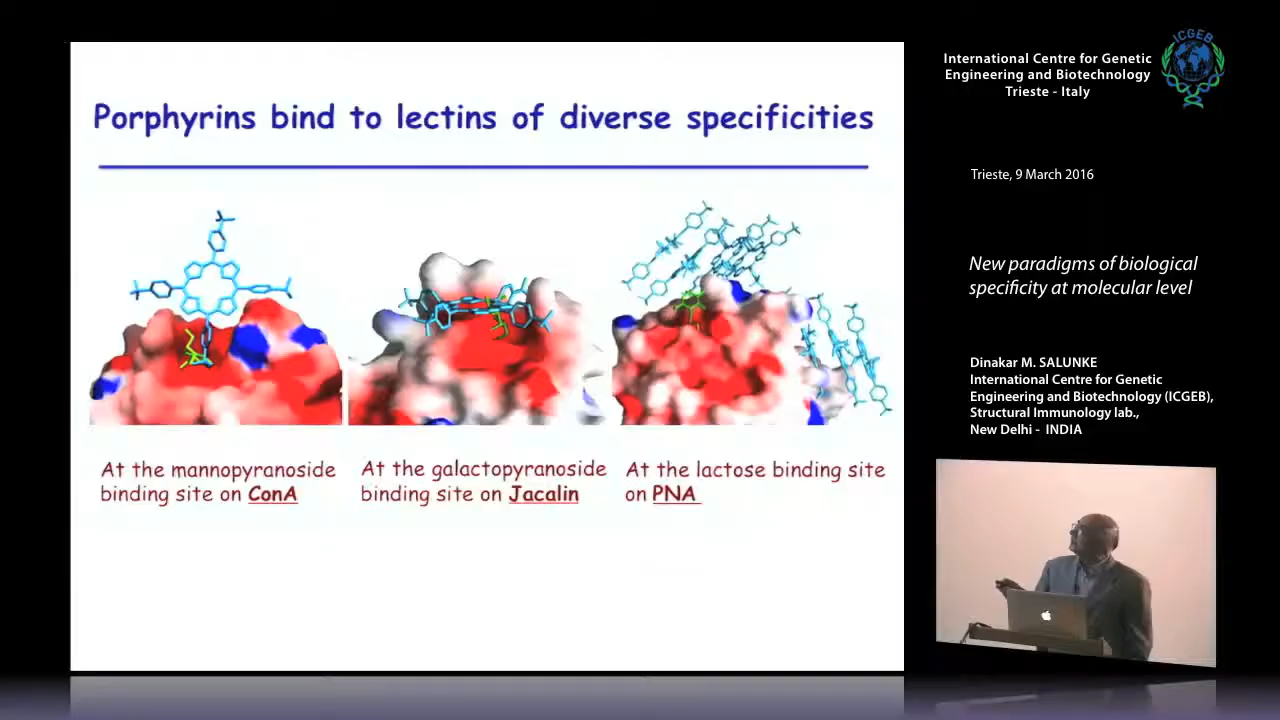 Porphyrins bind to lectins of diverse specificities
At the mannopyranoside
binding site on ConA
At the galactopyranoside
binding site on Jacalin
At the lactose binding site
on PNA
International Centre for Genetic
Engineering and Biotechnology
Trieste - Italy
ICGEB
Trieste, 9 March 2016
New paradigms of biological
specificity at molecular level
Dinakar M. SALUNKE
International Centre for Genetic
Engineering and Biotechnology (ICGEB),
Structural Immunology lab.,
New Delhi - INDIA